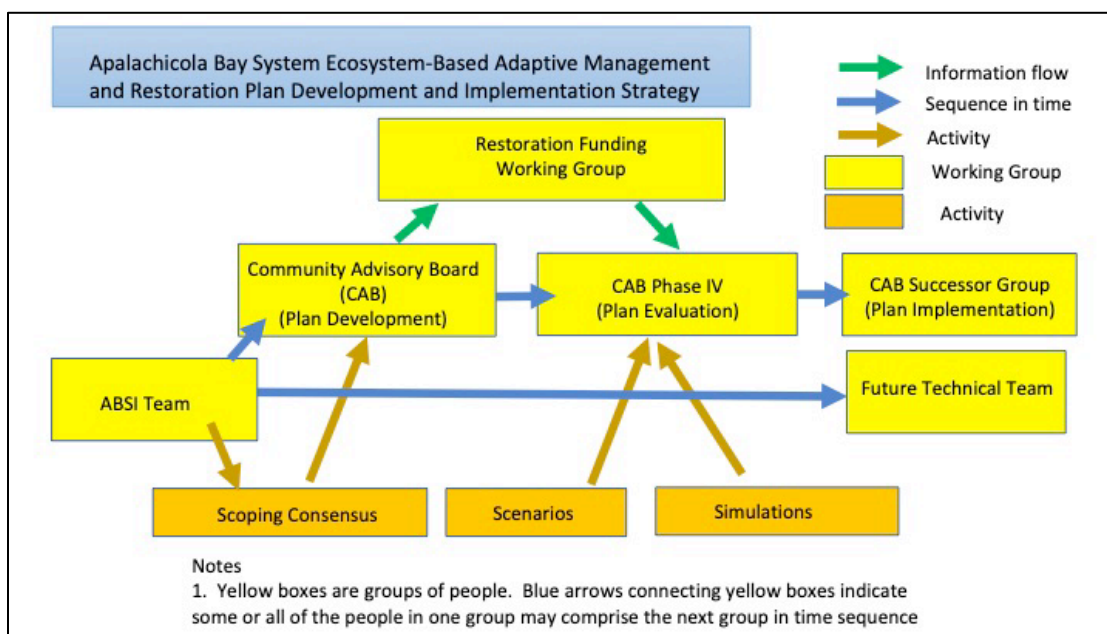 Apalachicola Bay System Ecosystem-Based Adaptive Management
and Restoration Plan Development and Implementation Strategy
Information flow
Sequence in time
Activity
Working Group
Activity
Restoration Funding
Working Group
Community Advisory Board
(CAB)
(Plan Development)
CAB Phase IV
(Plan Evaluation)
CAB Successor Group
(Plan Implementation)
ABSI Team
Future Technical Team
Scoping Consensus
Scenarios
Simulations
Notes
1. Yellow boxes are groups of people. Blue arrows connecting yellow boxes indicate
some or all of the people in one group may comprise the next group in time sequence